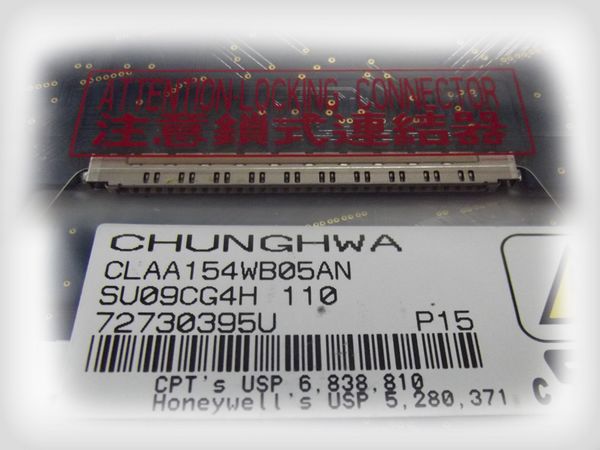 ATTENTION-LOCKING CONNECTOR
注意鎖式連結器
CHUNGHWA
CLAA154WB05AN
SU09CG4H 110
72730395U P15
CPT's USP 6,838,810
Honeywell's USP 5,280,371
C